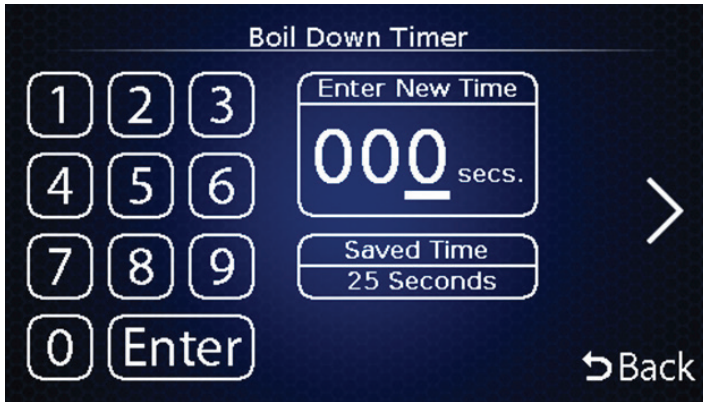 Boil Down Timer
1 2 3
4 5 6
7 8 9
0 Enter
Enter New Time
000 secs.
Saved Time
25 Seconds
Back